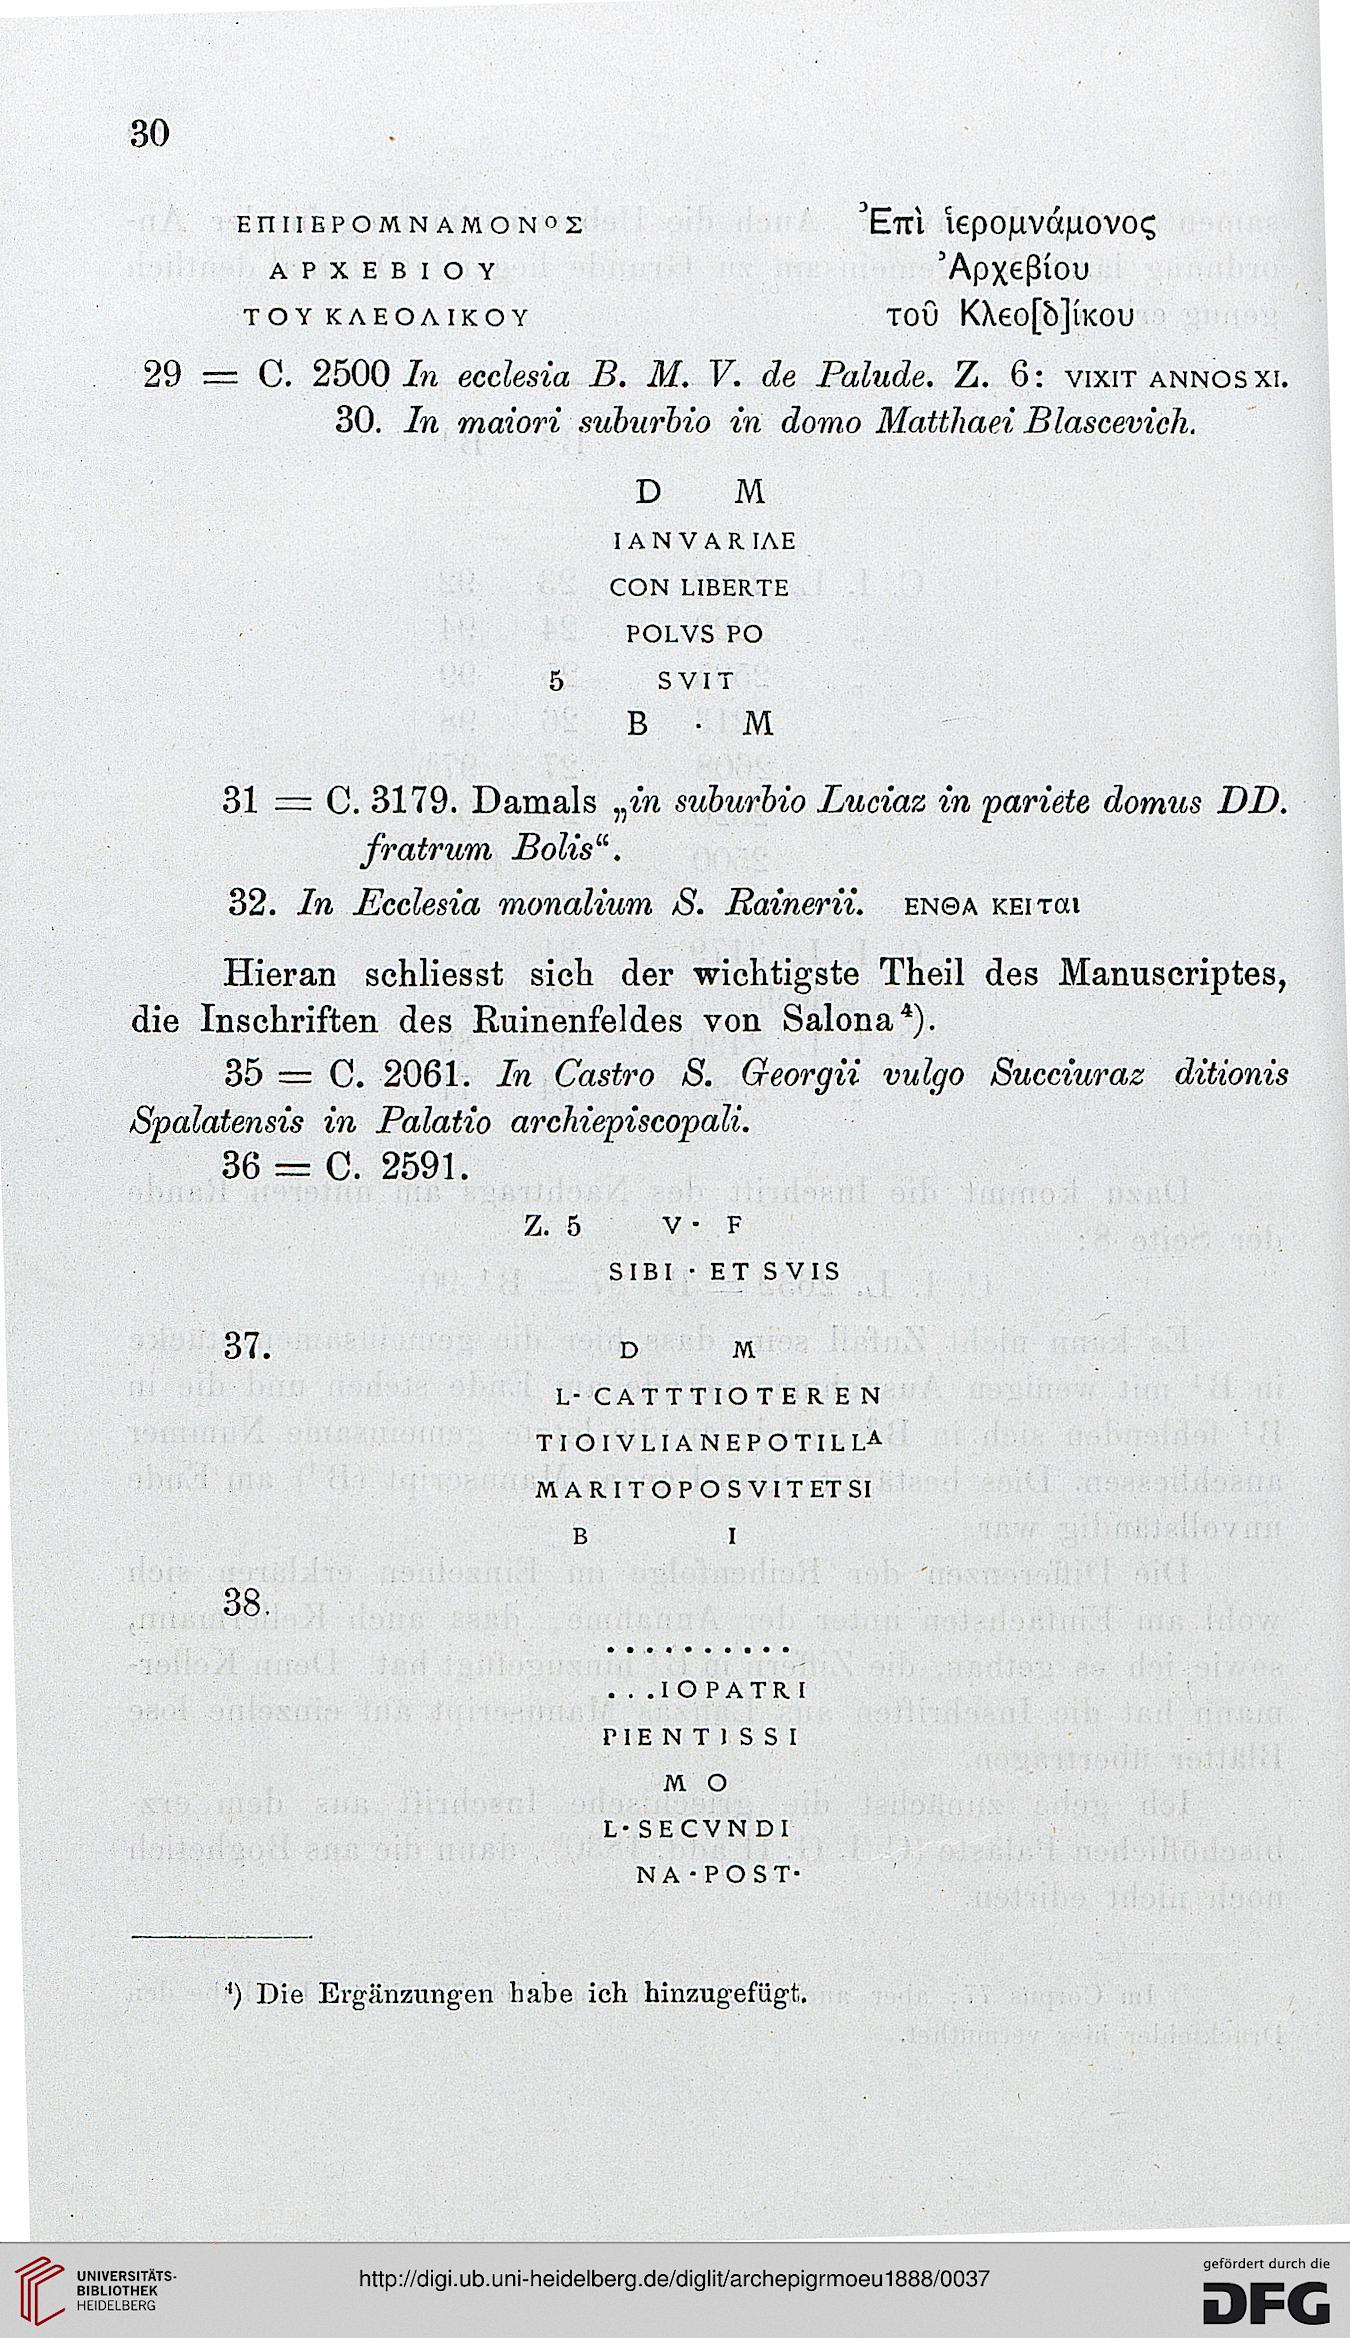 30
ΕΠΙΙΕΡΟΜΝΑΜΟΝΟΣ Ἐπὶ ἱερομνάμονος
ΑΡΧΕΒΙΟΥ Ἀρχεβίου
ΤΟΥ ΚΛΕΟΛΙΚΟΥ τοῦ Κλεο[δ]ίκου
29 = C. 2500 In ecclesia B. M. V. de Palude. Z. 6: VIXIT ANNOS XI.
30. In maiori suburbio in domo Matthaei Blascevich.
D M
IANVARIΛE
CON LIBERTE
POLVS PO
5 SVIT
B · M
31 = C. 3179. Damals „in suburbio Luciaz in pariete domus DD.
fratrum Bolis“.
32. In Ecclesia monalium S. Rainerii. ΕΝΘΑ ΚΕΙΤαι
Hieran schliesst sich der wichtigste Theil des Manuscriptes,
die Inschriften des Ruinenfeldes von Salona⁴).
35 = C. 2061. In Castro S. Georgii vulgo Succiuraz ditionis
Spalatensis in Palatio archiepiscopali.
36 = C. 2591.
Z. 5 V · F
SIBI · ET SVIS
37. D M
L · CATTTIOTEREN
TIOIVLIANEPOTILLA
MARITOPOSVITETSI
B I
38.
..........
...IOPATRI
PIENTISSI
MO
L · SECVNDI
NA · POST ·
⁴) Die Ergänzungen habe ich hinzugefügt.
UNIVERSITÄTS-
BIBLIOTHEK
HEIDELBERG
http://digi.ub.uni-heidelberg.de/diglit/archepigrmoeu1888/0037
gefördert durch die
DFG